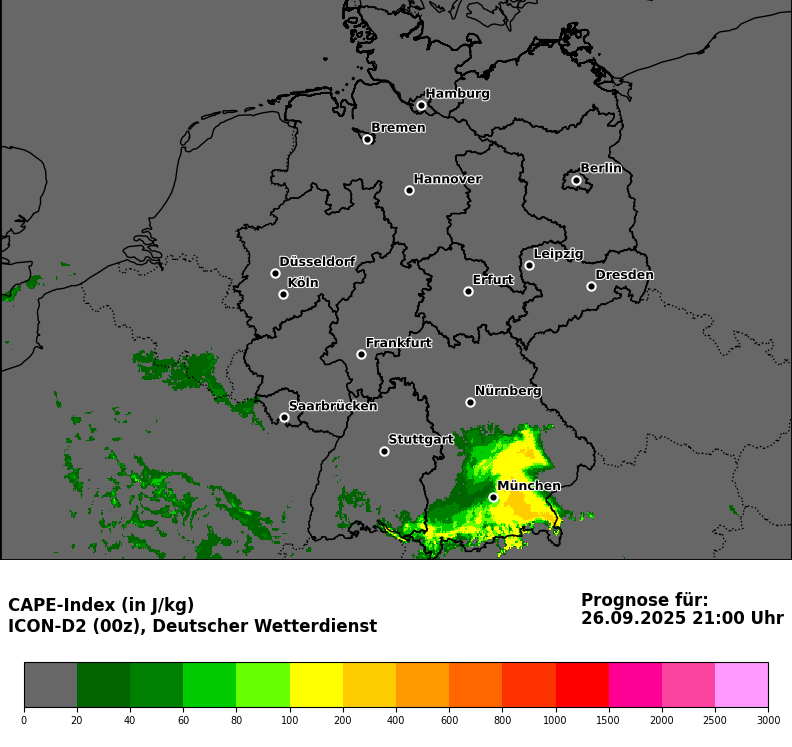 Hamburg
Bremen
Berlin
Hannover
Leipzig
Düsseldorf
Dresden
Erfurt
Köln
Frankfurt
Nürnberg
Saarbrücken
Stuttgart
München
CAPE-Index (in J/kg)
ICON-D2 (00z), Deutscher Wetterdienst
Prognose für:
26.09.2025 21:00 Uhr
0 20 40 60 80 100 200 400 600 800 1000 1500 2000 2500 3000